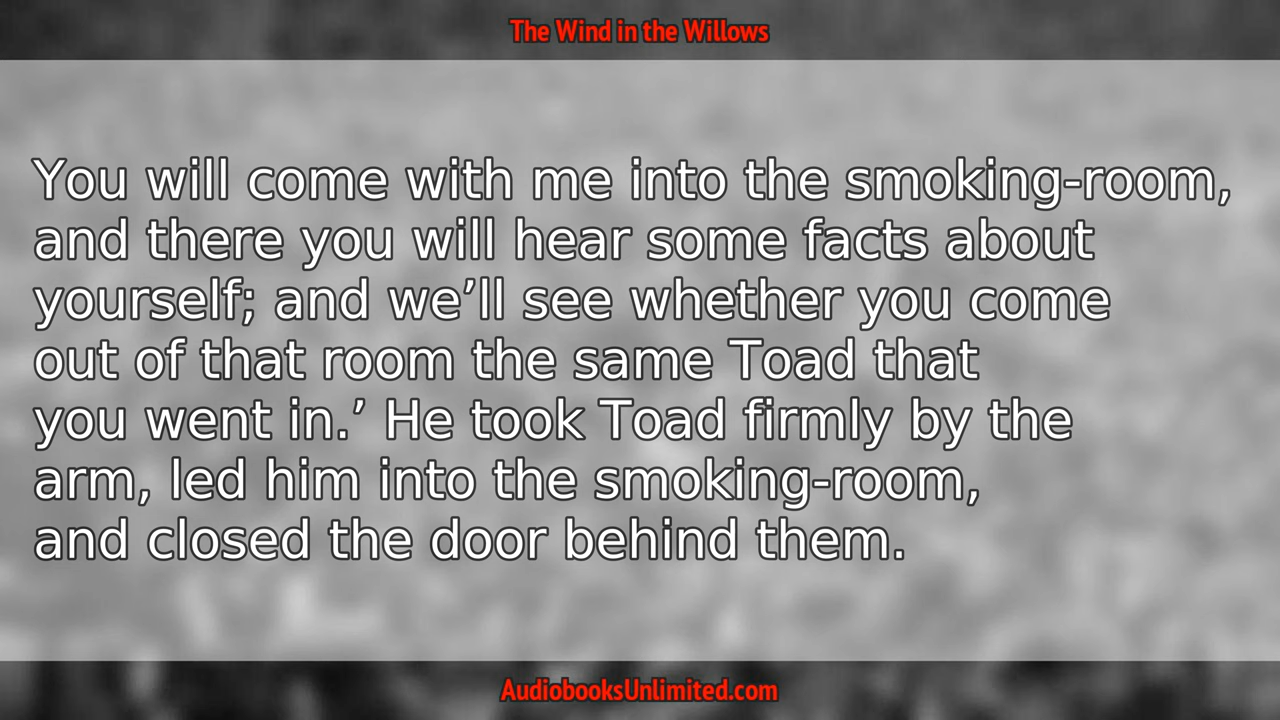 The Wind in the Willows
You will come with me into the smoking-room,
and there you will hear some facts about
yourself; and we’ll see whether you come
out of that room the same Toad that
you went in.’ He took Toad firmly by the
arm, led him into the smoking-room,
and closed the door behind them.
AudiobooksUnlimited.com